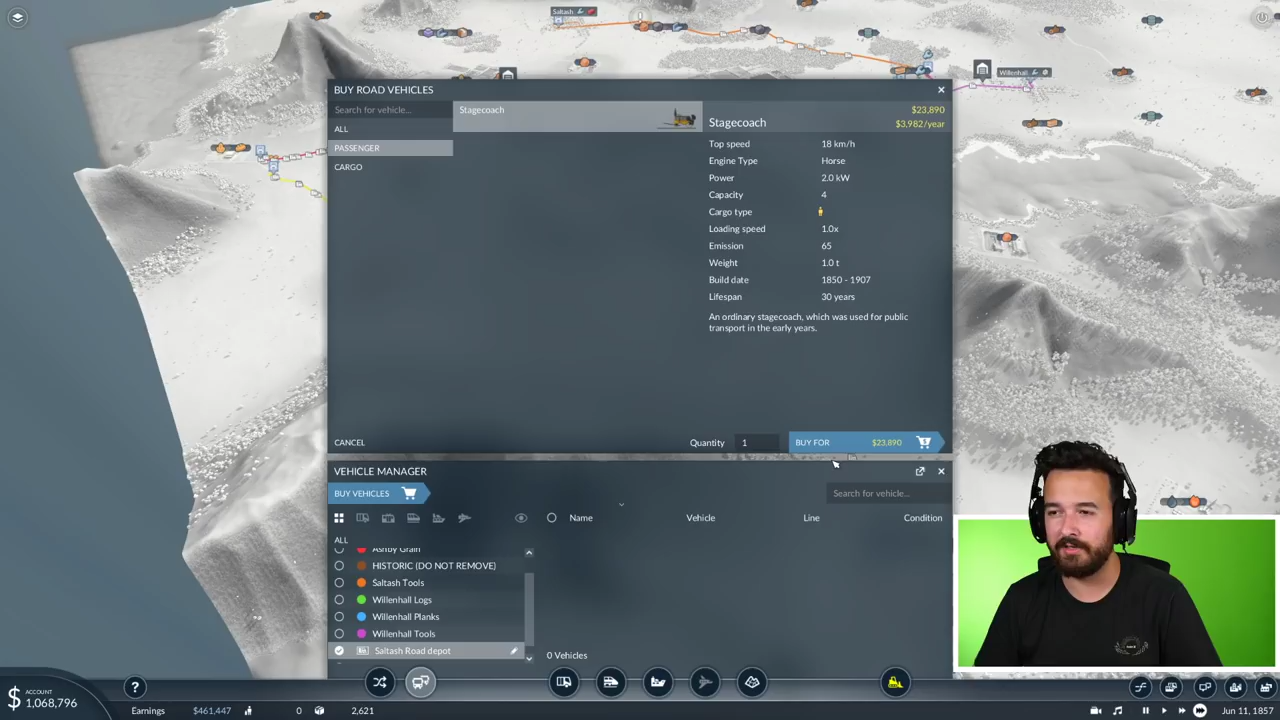 Saltash
Willenhall
BUY ROAD VEHICLES
Search for vehicle...
ALL
PASSENGER
CARGO
Stagecoach
$23,890
Stagecoach
$3,982/year
Top speed 18 km/h
Engine Type Horse
Power 2.0 kW
Capacity 4
Cargo type
Loading speed 1.0x
Emission 65
Weight 1.0 t
Build date 1850 - 1907
Lifespan 30 years
An ordinary stagecoach, which was used for public
transport in the early years.
CANCEL
Quantity 1
BUY FOR $23,890
VEHICLE MANAGER
BUY VEHICLES
Search for vehicle...
Name Vehicle Line Condition
ALL
Ashby Grain
HISTORIC (DO NOT REMOVE)
Saltash Tools
Willenhall Logs
Willenhall Planks
Willenhall Tools
Saltash Road depot
0 Vehicles
$ ACCOUNT
1,068,796
?
Earnings $461,447 0 2,621
Jun 11, 1857